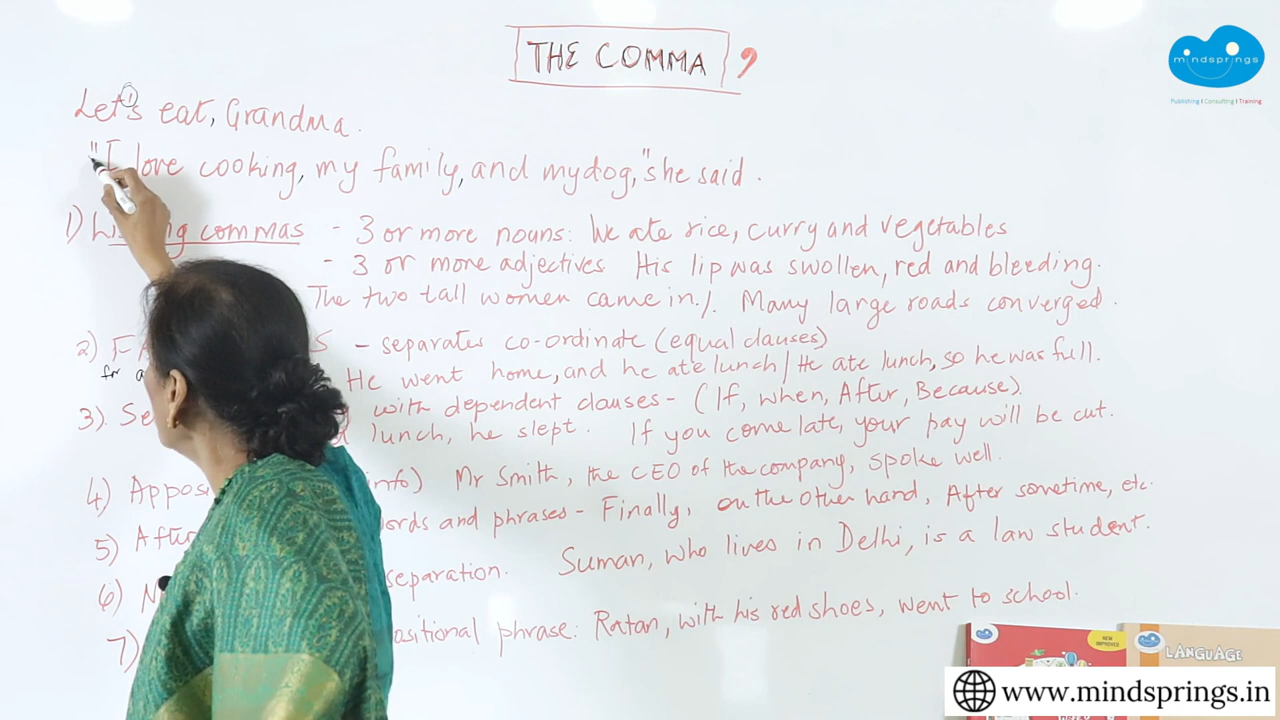 THE COMMA ,
mindsprings
Publishing | Consulting | Training
Let's eat, Grandma.
"I love cooking, my family, and my dog," she said.
1) commas - 3 or more nouns: We ate rice, curry and vegetables
- 3 or more adjectives His lip was swollen, red and bleeding.
The two tall women came in./. Many large roads converged.
2) S - separates co-ordinate (equal clauses)
for He went home, and he ate lunch / He ate lunch, so he was full.
3). Se with dependent clauses - (If, when, After, Because).
lunch, he slept. If you come late, your pay will be cut.
4) info) Mr Smith, the CEO of the company, spoke well.
5) words and phrases - Finally, on the other hand, After sometime, etc.
6) separation. Suman, who lives in Delhi, is a law student.
7) phrase: Ratan, with his red shoes, went to school.
NEW IMPROVED
LANGUAGE
www.mindsprings.in